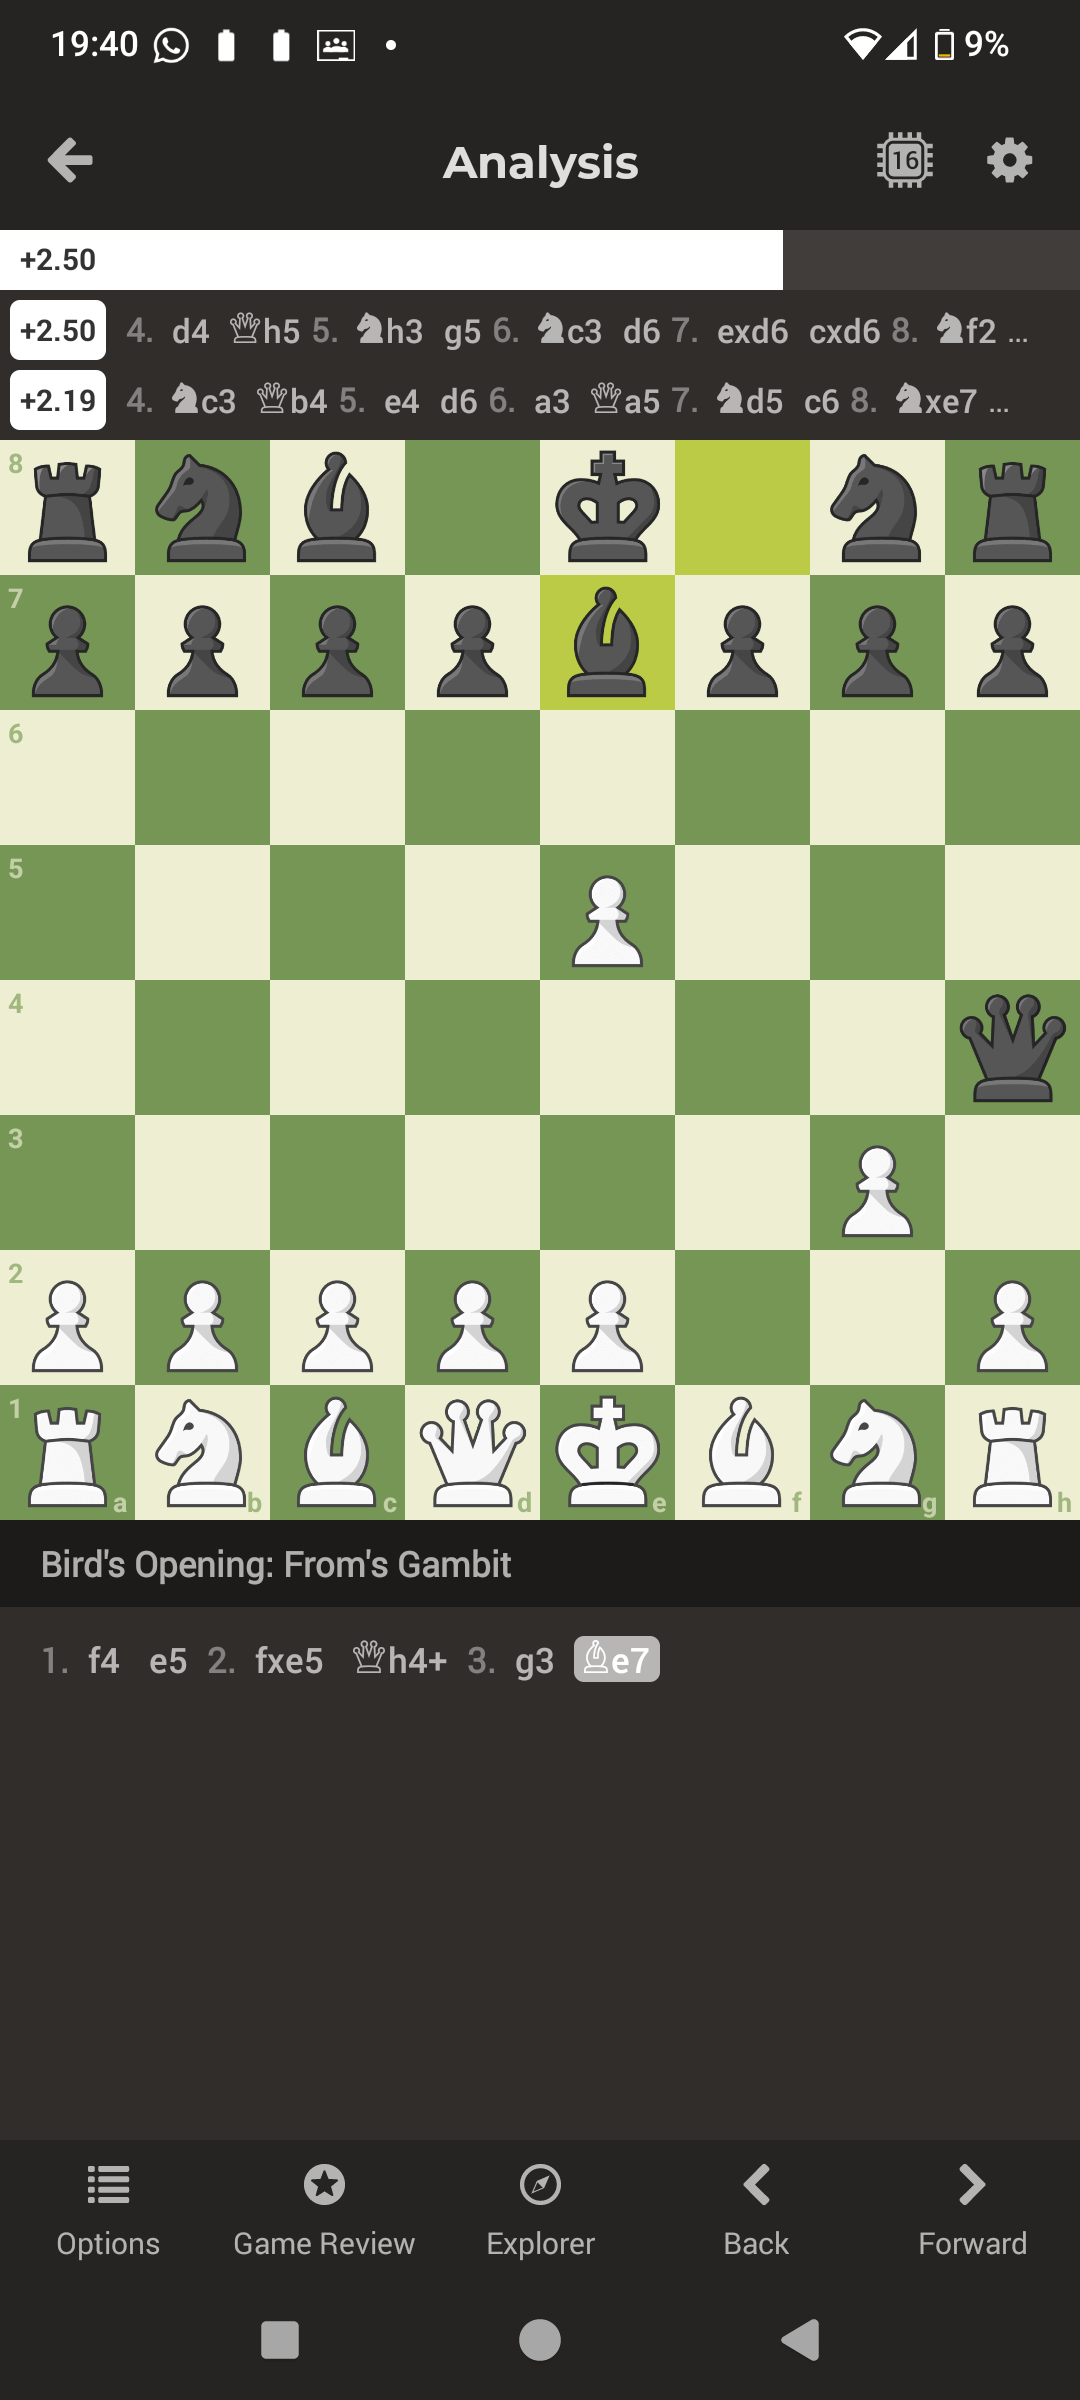 19:40 9%
Analysis 16
+2.50
+2.50 4. d4 ♕h5 5. ♞h3 g5 6. ♞c3 d6 7. exd6 cxd6 8. ♞f2 ...
+2.19 4. ♞c3 ♕b4 5. e4 d6 6. a3 ♕a5 7. ♞d5 c6 8. ♞xe7 ...
8
7
6
5
4
3
2
1
a b c d e f g h
Bird's Opening: From's Gambit
1. f4 e5 2. fxe5 ♕h4+ 3. g3 ♗e7
Options Game Review Explorer Back Forward